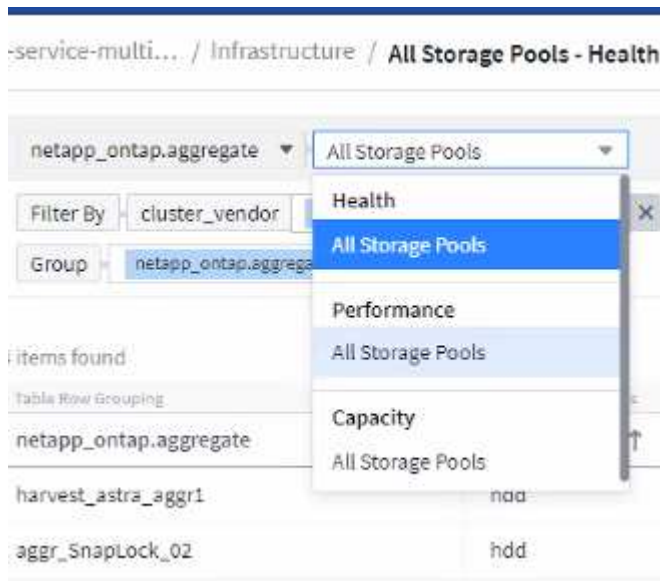 -service-multi... / Infrastructure / All Storage Pools - Health
netapp_ontap.aggregate All Storage Pools
Filter By cluster_vendor
Group netapp_ontap.aggrega
Health
All Storage Pools
Performance
All Storage Pools
Capacity
All Storage Pools
items found
Table Row Grouping
netapp_ontap.aggregate
harvest_astra_aggr1 hdd
aggr_SnapLock_02 hdd